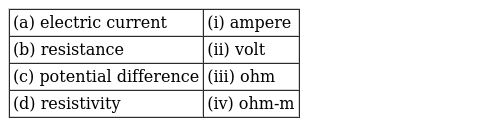 (a) electric current (i) ampere
(b) resistance (ii) volt
(c) potential difference (iii) ohm
(d) resistivity (iv) ohm-m